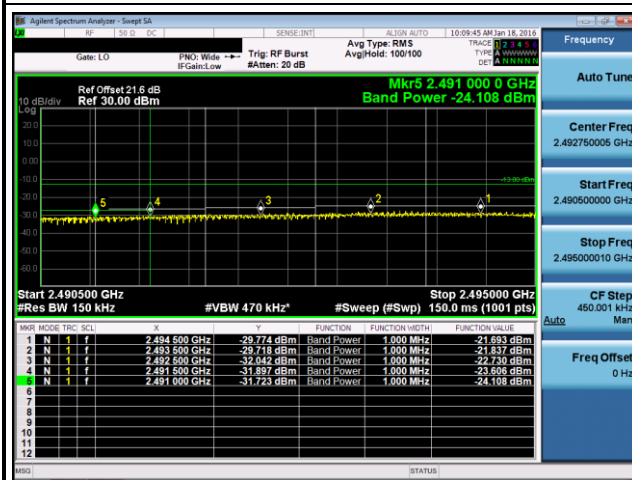 Agilent Spectrum Analyzer - Swept SA
RF 50 Ω DC SENSE:INT ALIGN AUTO 10:09:45 AM Jan 18, 2016
Gate: LO PNO: Wide Trig: RF Burst Avg Type: RMS TRACE 1 2 3 4 5 6
IFGain:Low #Atten: 20 dB Avg|Hold: 100/100 TYPE A WWWWW
DET A N N N N N
Ref Offset 21.6 dB Mkr5 2.491 000 0 GHz
10 dB/div Ref 30.00 dBm Band Power -24.108 dBm
Log
20.0
10.0
0.00
-10.0
-13.00 dBm
-20.0
5 4 3 2 1
-30.0
-40.0
-50.0
-60.0
Start 2.490500 GHz Stop 2.495000 GHz
#Res BW 150 kHz #VBW 470 kHz* #Sweep (#Swp) 150.0 ms (1001 pts)
MKR MODE TRC SCL X Y FUNCTION FUNCTION WIDTH FUNCTION VALUE
1 N 1 f 2.494 500 GHz -29.774 dBm Band Power 1.000 MHz -21.693 dBm
2 N 1 f 2.493 500 GHz -29.718 dBm Band Power 1.000 MHz -21.837 dBm
3 N 1 f 2.492 500 GHz -32.042 dBm Band Power 1.000 MHz -22.730 dBm
4 N 1 f 2.491 500 GHz -31.897 dBm Band Power 1.000 MHz -23.606 dBm
5 N 1 f 2.491 000 GHz -31.723 dBm Band Power 1.000 MHz -24.108 dBm
6
7
8
9
10
11
12
MSG STATUS
Frequency
Auto Tune
Center Freq
2.492750005 GHz
Start Freq
2.490500000 GHz
Stop Freq
2.495000010 GHz
CF Step
450.001 kHz
Auto Man
Freq Offset
0 Hz